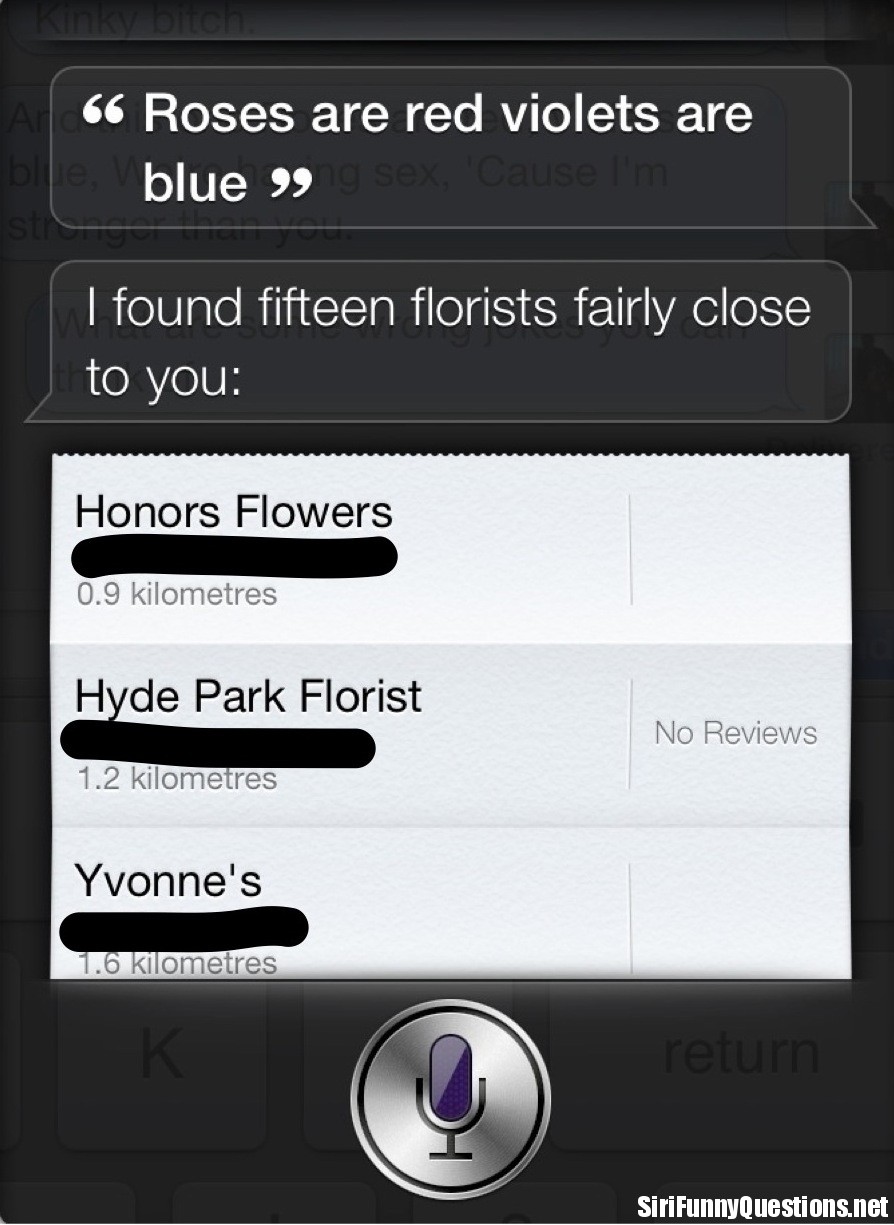 Kinky bitch.
“ Roses are red violets are
blue ”
I found fifteen florists fairly close
to you:
Honors Flowers
0.9 kilometres
Hyde Park Florist
1.2 kilometres
No Reviews
Yvonne's
1.6 kilometres
K
return
SiriFunnyQuestions.net